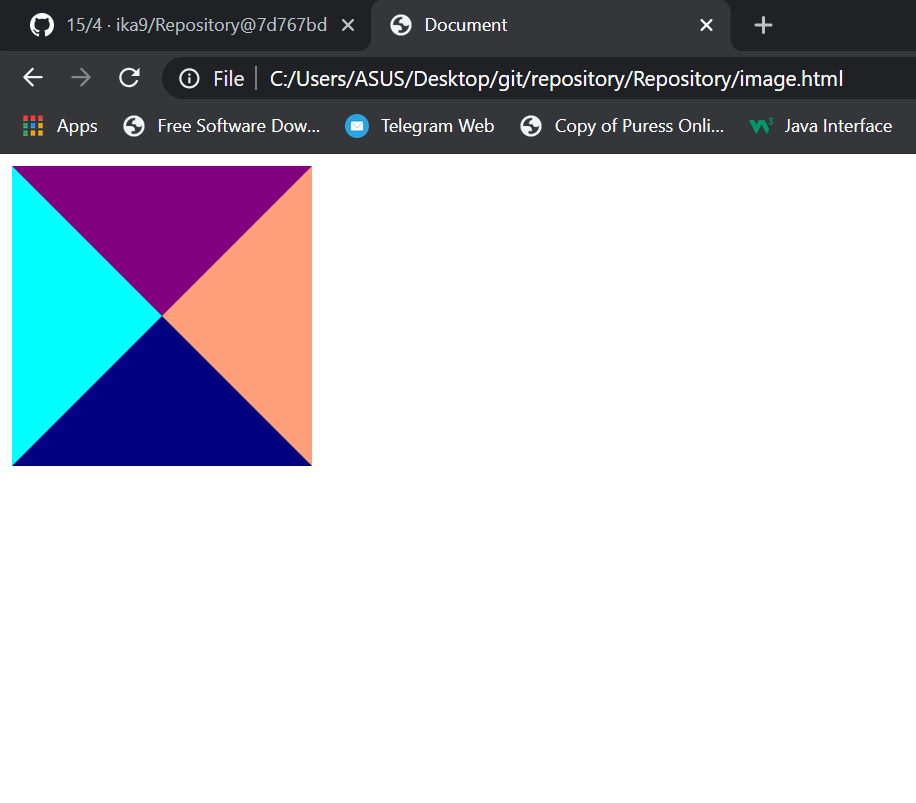 15/4 · ika9/Repository@7d767bd
Document
File
C:/Users/ASUS/Desktop/git/repository/Repository/image.html
Apps
Free Software Dow...
Telegram Web
Copy of Puress Onli...
Java Interface